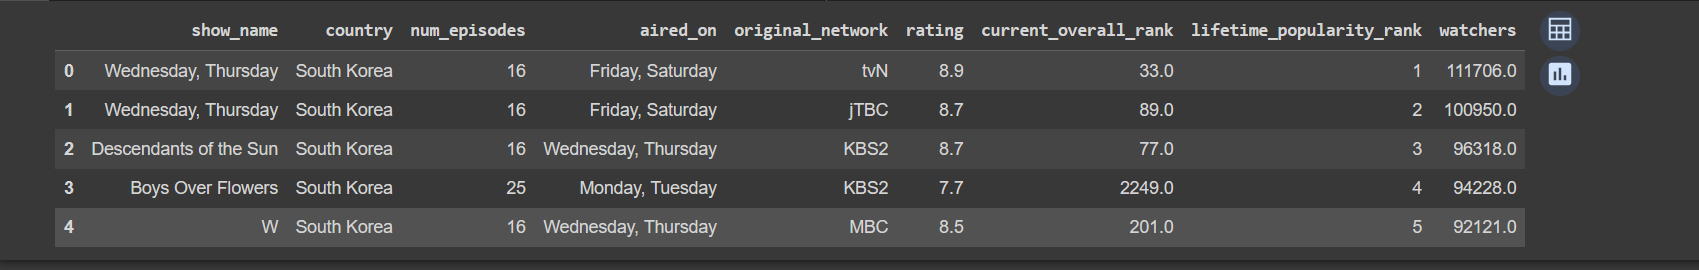 show_name country num_episodes aired_on original_network rating current_overall_rank lifetime_popularity_rank watchers
0 Wednesday, Thursday South Korea 16 Friday, Saturday tvN 8.9 33.0 1 111706.0
1 Wednesday, Thursday South Korea 16 Friday, Saturday jTBC 8.7 89.0 2 100950.0
2 Descendants of the Sun South Korea 16 Wednesday, Thursday KBS2 8.7 77.0 3 96318.0
3 Boys Over Flowers South Korea 25 Monday, Tuesday KBS2 7.7 2249.0 4 94228.0
4 W South Korea 16 Wednesday, Thursday MBC 8.5 201.0 5 92121.0